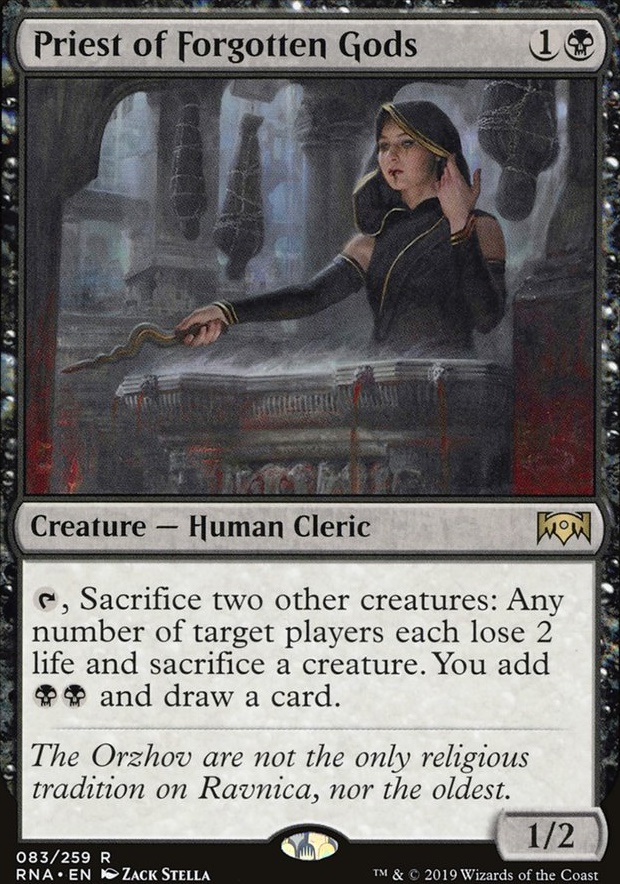 Priest of Forgotten Gods 1
Creature — Human Cleric
, Sacrifice two other creatures: Any
number of target players each lose 2
life and sacrifice a creature. You add
and draw a card.
The Orzhov are not the only religious
tradition on Ravnica, nor the oldest.
1/2
083/259 R
RNA • EN Zack Stella
™ & © 2019 Wizards of the Coast